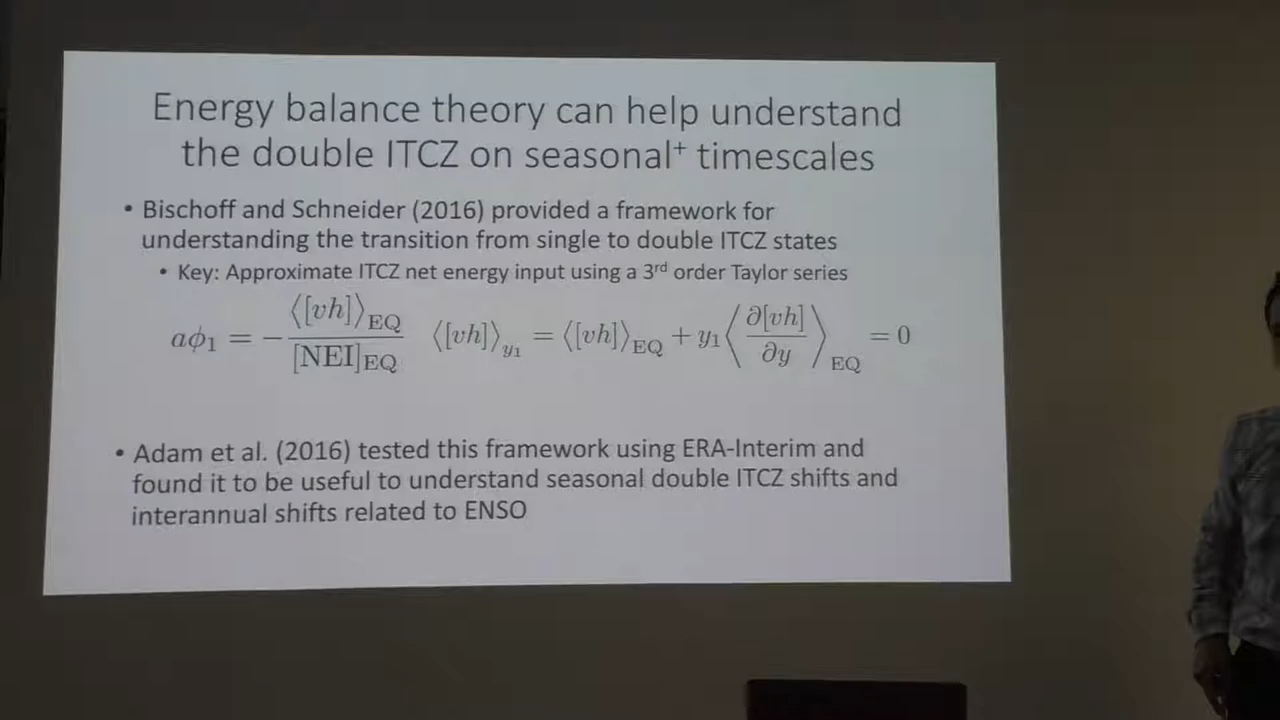 Energy balance theory can help understand
the double ITCZ on seasonal⁺ timescales
• Bischoff and Schneider (2016) provided a framework for
understanding the transition from single to double ITCZ states
• Key: Approximate ITCZ net energy input using a 3rd order Taylor series
aϕ₁ = −⟨[vh]⟩_EQ / [NEI]_EQ   ⟨[vh]⟩_y₁ = ⟨[vh]⟩_EQ + y₁⟨∂[vh]/∂y⟩_EQ = 0
• Adam et al. (2016) tested this framework using ERA-Interim and
found it to be useful to understand seasonal double ITCZ shifts and
interannual shifts related to ENSO